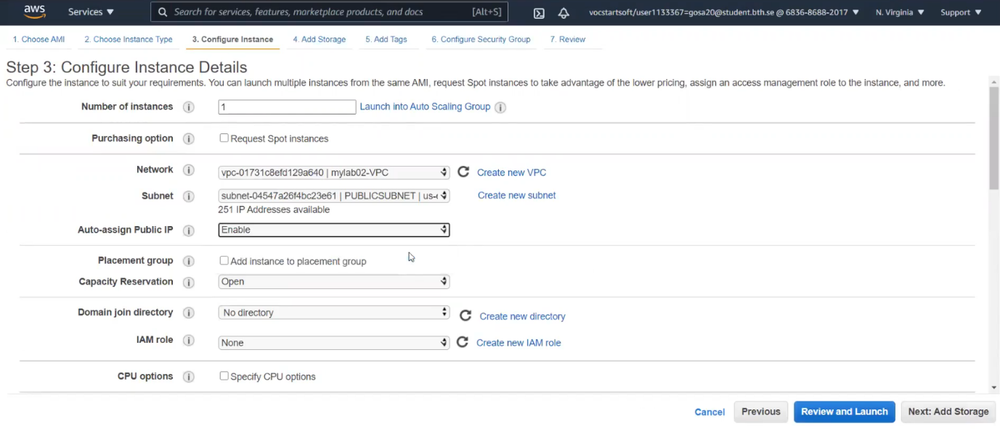 aws Services Search for services, features, marketplace products, and docs [Alt+S] vocstartsoft/user1133367=gosa20@student.bth.se @ 6836-8688-2017 N. Virginia Support
1. Choose AMI 2. Choose Instance Type 3. Configure Instance 4. Add Storage 5. Add Tags 6. Configure Security Group 7. Review
Step 3: Configure Instance Details
Configure the instance to suit your requirements. You can launch multiple instances from the same AMI, request Spot instances to take advantage of the lower pricing, assign an access management role to the instance, and more.
Number of instances i 1 Launch into Auto Scaling Group i
Purchasing option i Request Spot instances
Network i vpc-01731c8efd129a640 | mylab02-VPC Create new VPC
Subnet i subnet-04547a26f4bc23e61 | PUBLICSUBNET | us- Create new subnet
251 IP Addresses available
Auto-assign Public IP i Enable
Placement group i Add instance to placement group
Capacity Reservation i Open
Domain join directory i No directory Create new directory
IAM role i None Create new IAM role
CPU options i Specify CPU options
Cancel Previous Review and Launch Next: Add Storage